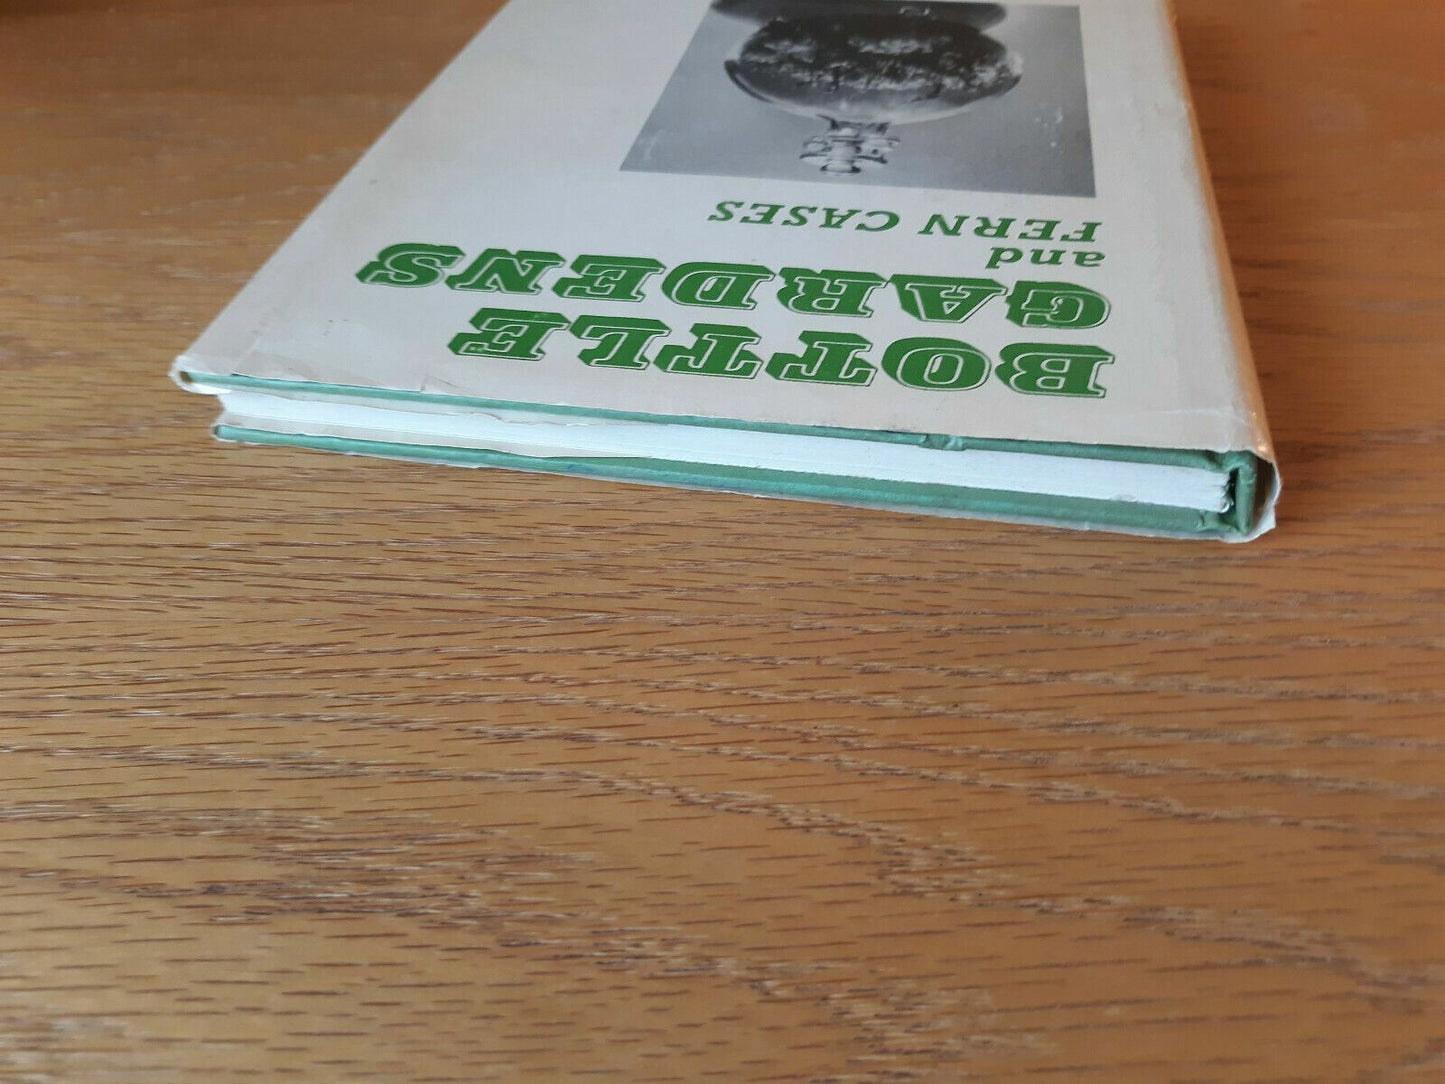 BOTTLE
GARDENS
and
FERN CASES